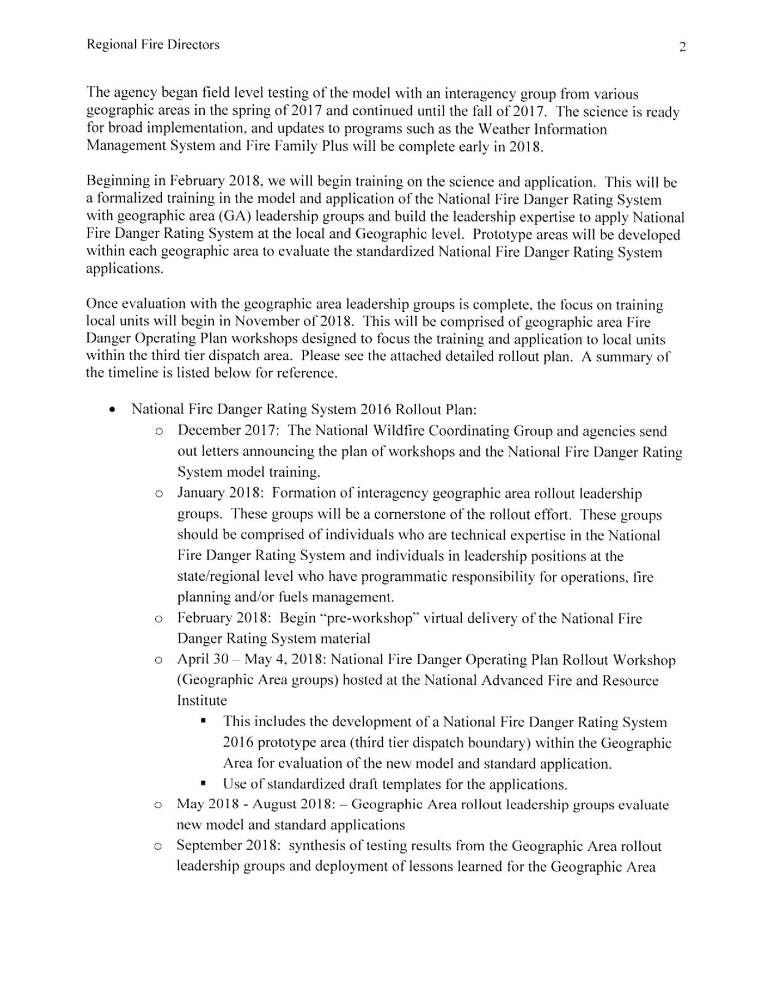 Regional Fire Directors
2
The agency began field level testing of the model with an interagency group from various
geographic areas in the spring of 2017 and continued until the fall of 2017.  The science is ready
for broad implementation, and updates to programs such as the Weather Information
Management System and Fire Family Plus will be complete early in 2018.
Beginning in February 2018, we will begin training on the science and application.  This will be
a formalized training in the model and application of the National Fire Danger Rating System
with geographic area (GA) leadership groups and build the leadership expertise to apply National
Fire Danger Rating System at the local and Geographic level.  Prototype areas will be developed
within each geographic area to evaluate the standardized National Fire Danger Rating System
applications.
Once evaluation with the geographic area leadership groups is complete, the focus on training
local units will begin in November of 2018.  This will be comprised of geographic area Fire
Danger Operating Plan workshops designed to focus the training and application to local units
within the third tier dispatch area.  Please see the attached detailed rollout plan.  A summary of
the timeline is listed below for reference.
• National Fire Danger Rating System 2016 Rollout Plan:
o December 2017:  The National Wildfire Coordinating Group and agencies send
out letters announcing the plan of workshops and the National Fire Danger Rating
System model training.
o January 2018:  Formation of interagency geographic area rollout leadership
groups.  These groups will be a cornerstone of the rollout effort.  These groups
should be comprised of individuals who are technical expertise in the National
Fire Danger Rating System and individuals in leadership positions at the
state/regional level who have programmatic responsibility for operations, fire
planning and/or fuels management.
o February 2018:  Begin “pre-workshop” virtual delivery of the National Fire
Danger Rating System material
o April 30 – May 4, 2018: National Fire Danger Operating Plan Rollout Workshop
(Geographic Area groups) hosted at the National Advanced Fire and Resource
Institute
▪ This includes the development of a National Fire Danger Rating System
2016 prototype area (third tier dispatch boundary) within the Geographic
Area for evaluation of the new model and standard application.
▪ Use of standardized draft templates for the applications.
o May 2018 - August 2018: – Geographic Area rollout leadership groups evaluate
new model and standard applications
o September 2018:  synthesis of testing results from the Geographic Area rollout
leadership groups and deployment of lessons learned for the Geographic Area